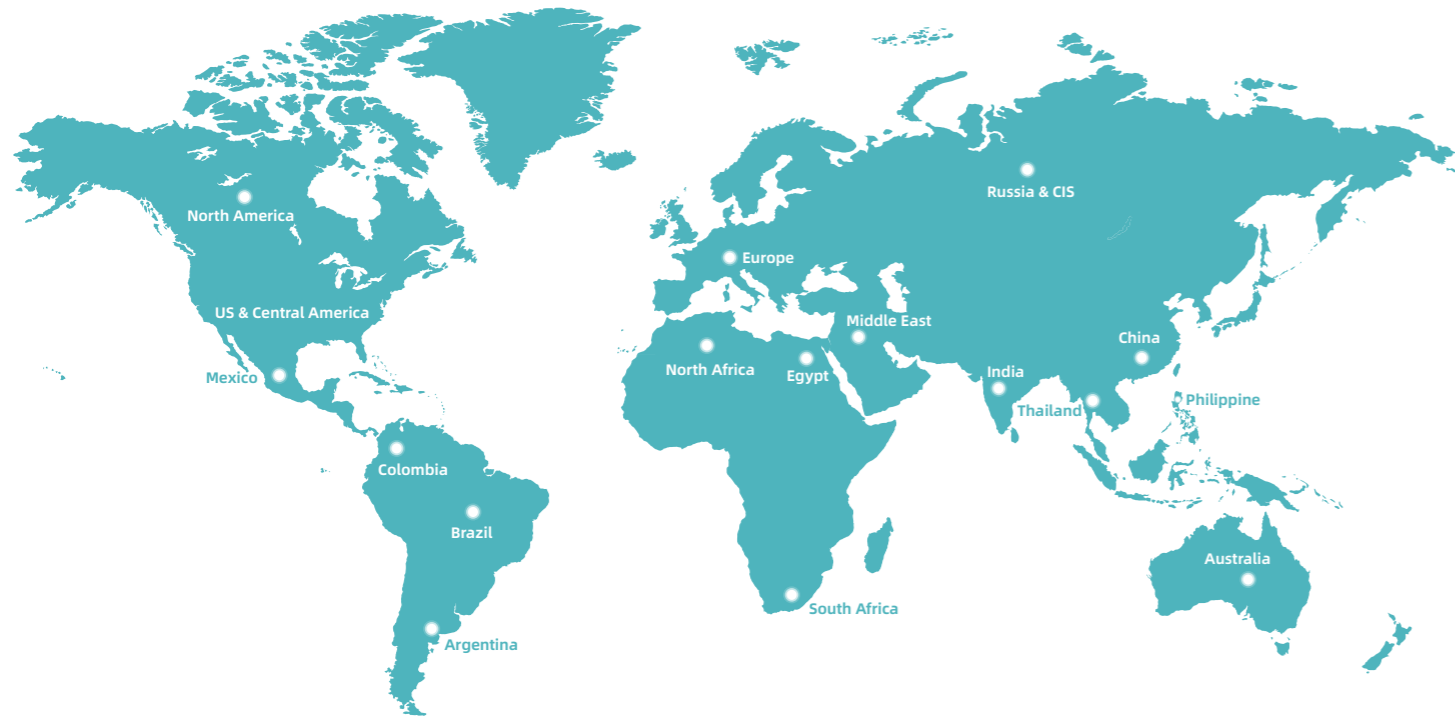 Russia & CIS
North America
Europe
US & Central America
Middle East
China
North Africa
Egypt
India
Mexico
Philippine
Thailand
Colombia
Brazil
Australia
South Africa
Argentina